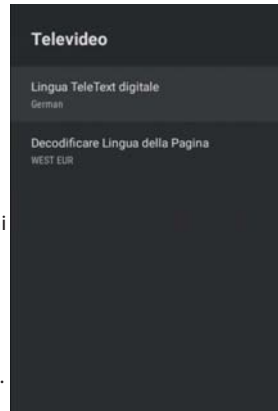 Televideo
Lingua TeleText digitale
German
Decodificare Lingua della Pagina
WEST EUR
i
.